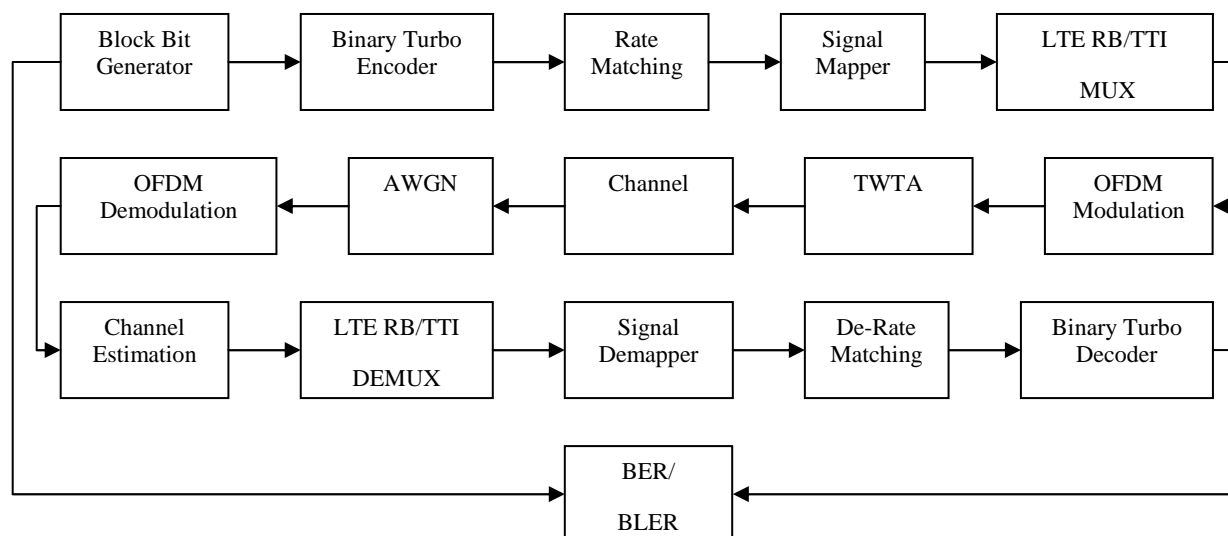 Block Bit
Generator
Binary Turbo
Encoder
Rate
Matching
Signal
Mapper
LTE RB/TTI
MUX
OFDM
Demodulation
AWGN
Channel
TWTA
OFDM
Modulation
Channel
Estimation
LTE RB/TTI
DEMUX
Signal
Demapper
De-Rate
Matching
Binary Turbo
Decoder
BER/
BLER